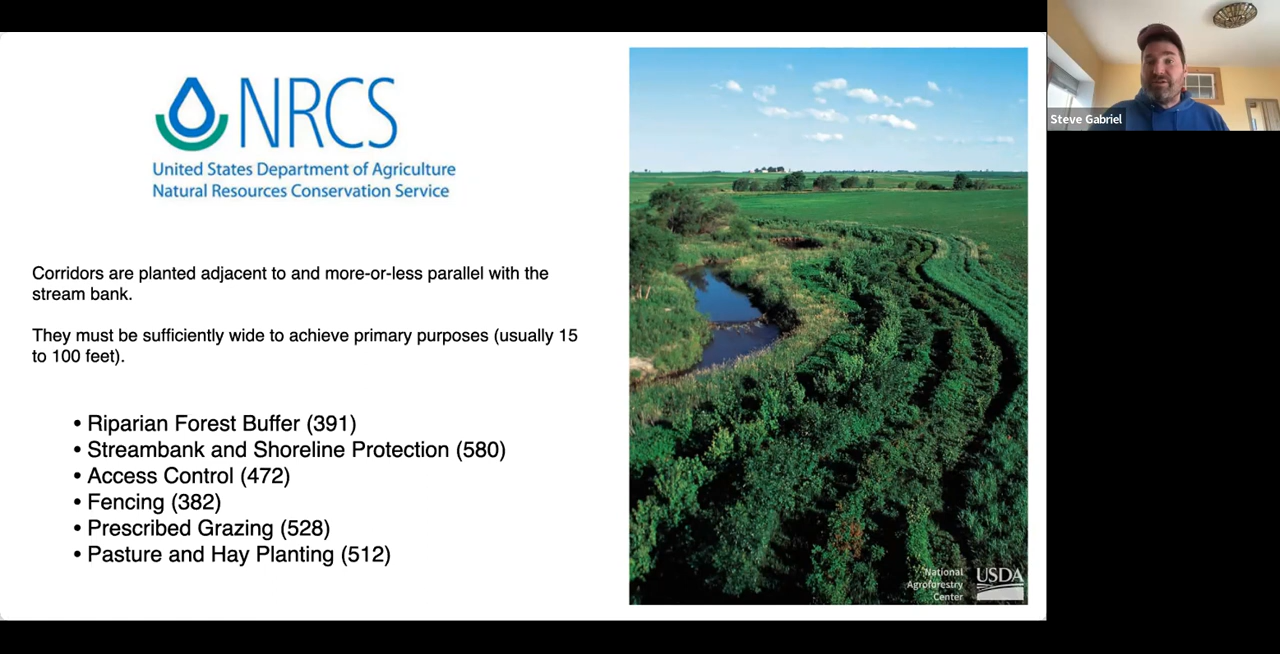 NRCS
United States Department of Agriculture
Natural Resources Conservation Service
Corridors are planted adjacent to and more-or-less parallel with the
stream bank.
They must be sufficiently wide to achieve primary purposes (usually 15
to 100 feet).
• Riparian Forest Buffer (391)
• Streambank and Shoreline Protection (580)
• Access Control (472)
• Fencing (382)
• Prescribed Grazing (528)
• Pasture and Hay Planting (512)
National
Agroforestry
Center
USDA
Steve Gabriel